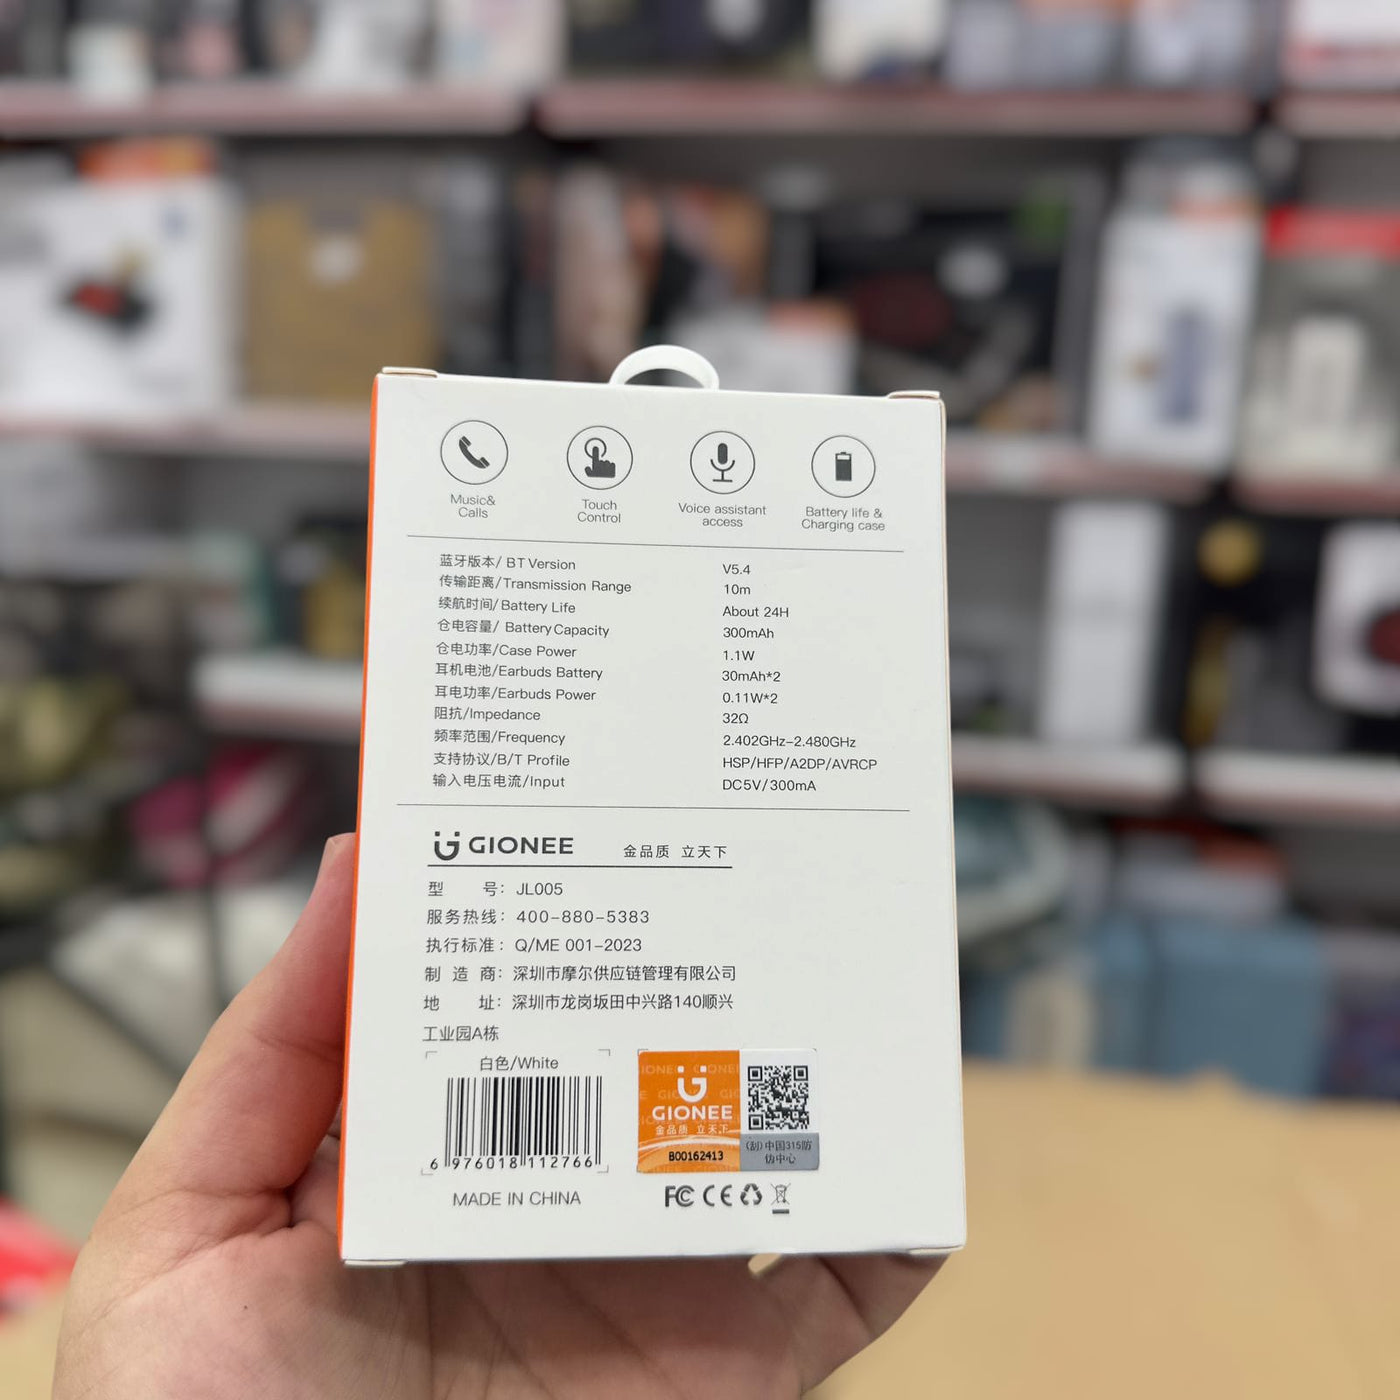 Music&
Calls
Touch
Control
Voice assistant
access
Battery life &
Charging case
蓝牙版本/ BT Version V5.4
传输距离/Transmission Range 10m
续航时间/Battery Life About 24H
仓电容量/ Battery Capacity 300mAh
仓电功率/Case Power 1.1W
耳机电池/Earbuds Battery 30mAh*2
耳电功率/Earbuds Power 0.11W*2
阻抗/Impedance 32Ω
频率范围/Frequency 2.402GHz-2.480GHz
支持协议/B/T Profile HSP/HFP/A2DP/AVRCP
输入电压电流/Input DC5V/300mA
GIONEE 金品质 立天下
型 号: JL005
服务热线: 400-880-5383
执行标准: Q/ME 001-2023
制 造 商: 深圳市摩尔供应链管理有限公司
地 址: 深圳市龙岗坂田中兴路140顺兴
工业园A栋
白色/White
6 976018 112766
MADE IN CHINA
GIONEE
金品质 立天下
B00162413
(刮)中国315防
伪中心
FC CE